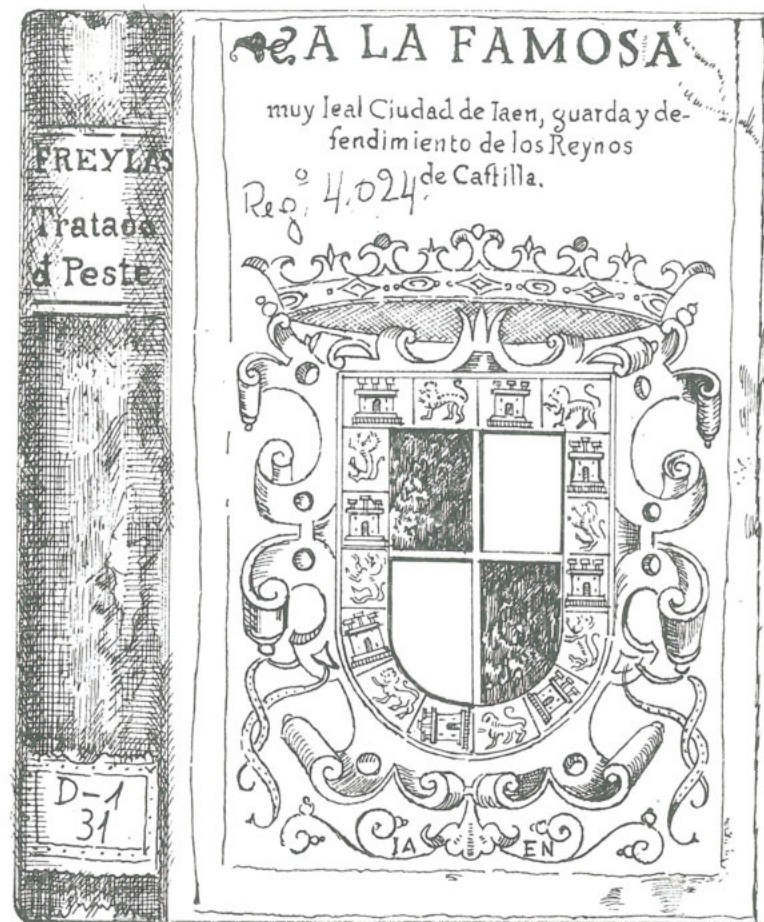 FREYLAS
Tratado
d Peste
D-1
31
A LA FAMOSA
muy leal Ciudad de Iaen, guarda y de-
fendimiento de los Reynos
de Caſtilla.
Regº 4.024.
IA EN